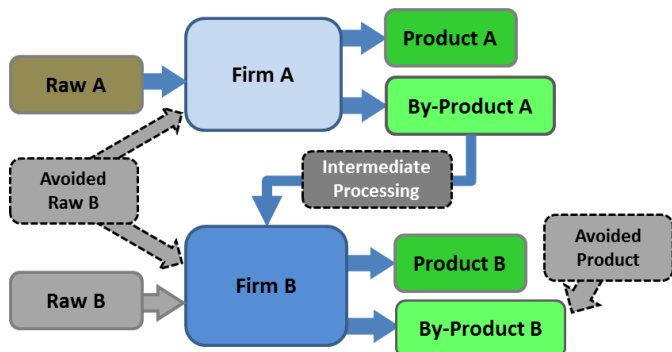 Product A
Firm A
Raw A
By-Product A
Intermediate
Processing
Avoided
Raw B
Avoided
Product
Product B
Firm B
Raw B
By-Product B